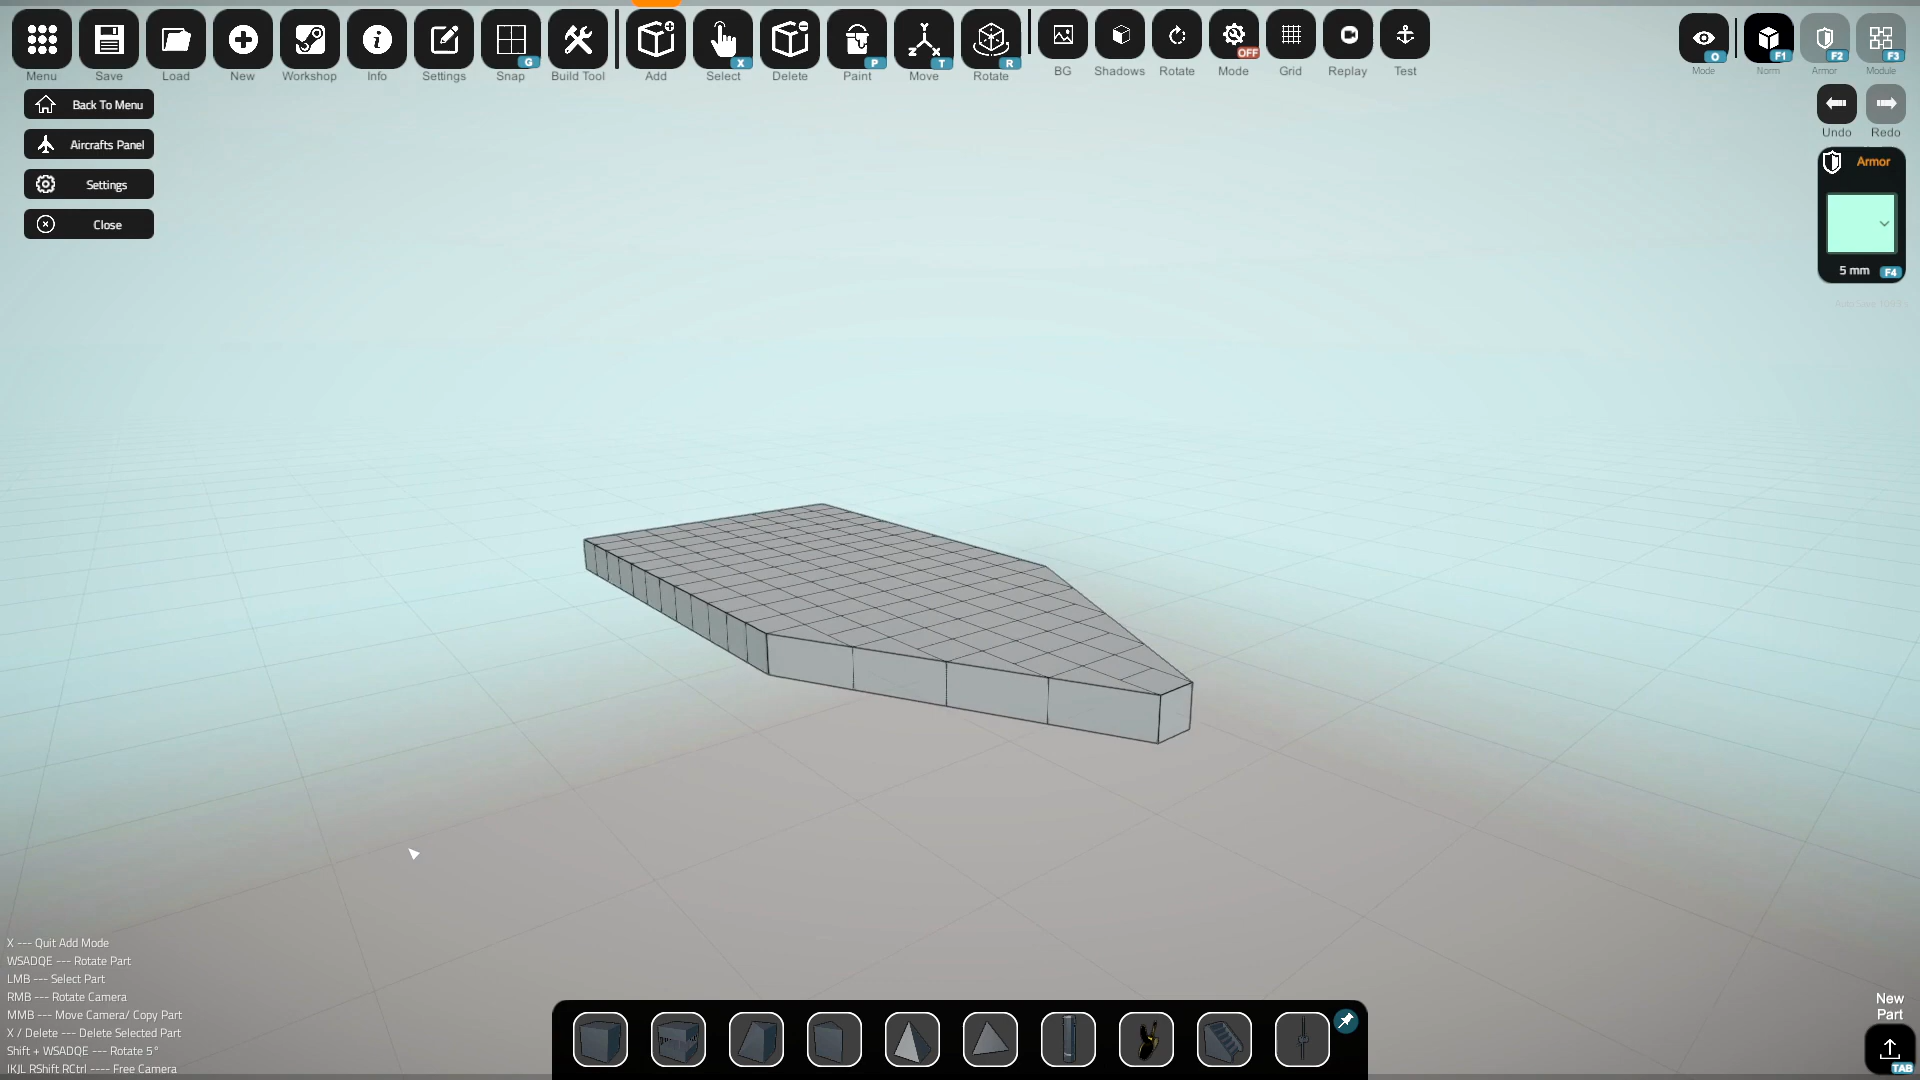 Menu
Save
Load
New
Workshop
Info
Settings
G
Snap
Build Tool
Add
X
Select
Delete
P
Paint
T
Move
R
Rotate
BG
Shadows
Rotate
OFF
Mode
Grid
Replay
Test
O
Mode
F1
Norm
F2
Armor
F3
Module
Back To Menu
Aircrafts Panel
Settings
Close
Undo
Redo
Armor
5 mm
F4
X --- Quit Add Mode
WSADQE --- Rotate Part
LMB --- Select Part
RMB --- Rotate Camera
MMB --- Move Camera/ Copy Part
X / Delete --- Delete Selected Part
Shift + WSADQE --- Rotate 5°
IKJL RShift RCtrl ---- Free Camera
New
Part
TAB